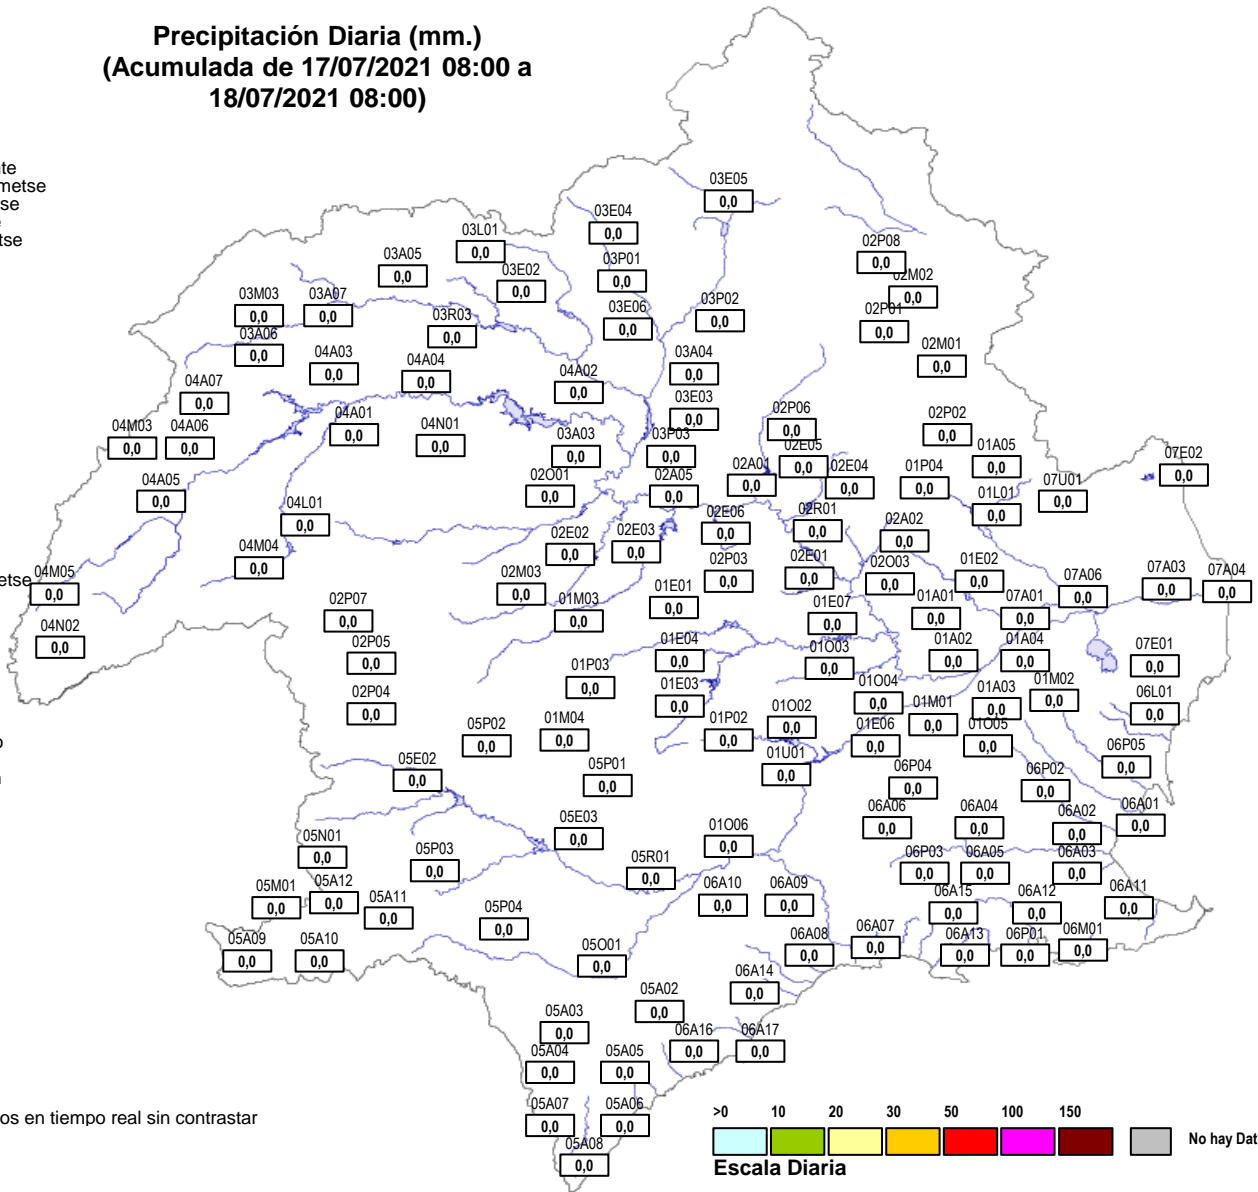 Precipitación Diaria (mm.)
(Acumulada de 17/07/2021 08:00 a
18/07/2021 08:00)
te
metse
se
tse
03E05
0,0
03E04
0,0
03L01
0,0
03A05
0,0
03E02
0,0
03P01
0,0
02P08
0,0
02M02
0,0
03M03
0,0
03A07
0,0
03R03
0,0
03E06
0,0
03P02
0,0
02P01
0,0
03A06
0,0
04A03
0,0
04A04
0,0
04A02
0,0
03A04
0,0
02M01
0,0
04A07
0,0
03E03
0,0
04M03
0,0
04A06
0,0
04A01
0,0
04N01
0,0
03A03
0,0
03P03
0,0
02P06
0,0
02E05
0,0
02P02
0,0
01A05
0,0
07E02
0,0
04A05
0,0
02O01
0,0
02A05
0,0
02A01
0,0
02E04
0,0
01P04
0,0
01L01
0,0
07U01
0,0
04L01
0,0
02E06
0,0
02R01
0,0
02A02
0,0
04M04
0,0
02E02
0,0
02E03
0,0
metse
04M05
0,0
02M03
0,0
02P03
0,0
02E01
0,0
02O03
0,0
01E02
0,0
07A06
0,0
07A03
0,0
07A04
0,0
02P07
0,0
01M03
0,0
01E01
0,0
01E07
0,0
01A01
0,0
07A01
0,0
04N02
0,0
02P05
0,0
01E04
0,0
01O03
0,0
01A02
0,0
01A04
0,0
07E01
0,0
02P04
0,0
01P03
0,0
01E03
0,0
01O04
0,0
01M01
0,0
01A03
0,0
01M02
0,0
06L01
0,0
05P02
0,0
01M04
0,0
01P02
0,0
01O02
0,0
01E06
0,0
01O05
0,0
05E02
0,0
05P01
0,0
01U01
0,0
06P04
0,0
06P02
0,0
06P05
0,0
05E03
0,0
01O06
0,0
06A06
0,0
06A04
0,0
06A02
0,0
06A01
0,0
05N01
0,0
05P03
0,0
05R01
0,0
06P03
0,0
06A05
0,0
06A03
0,0
05M01
0,0
05A12
0,0
05A11
0,0
06A10
0,0
06A09
0,0
06A15
0,0
06A12
0,0
06A11
0,0
05P04
0,0
05A09
0,0
05A10
0,0
05O01
0,0
06A08
0,0
06A07
0,0
06A13
0,0
06P01
0,0
06M01
0,0
06A14
0,0
05A02
0,0
05A03
0,0
06A16
0,0
06A17
0,0
05A04
0,0
05A05
0,0
05A07
0,0
05A06
0,0
05A08
0,0
os en tiempo real sin contrastar
>0 10 20 30 50 100 150
No hay Dat
Escala Diaria